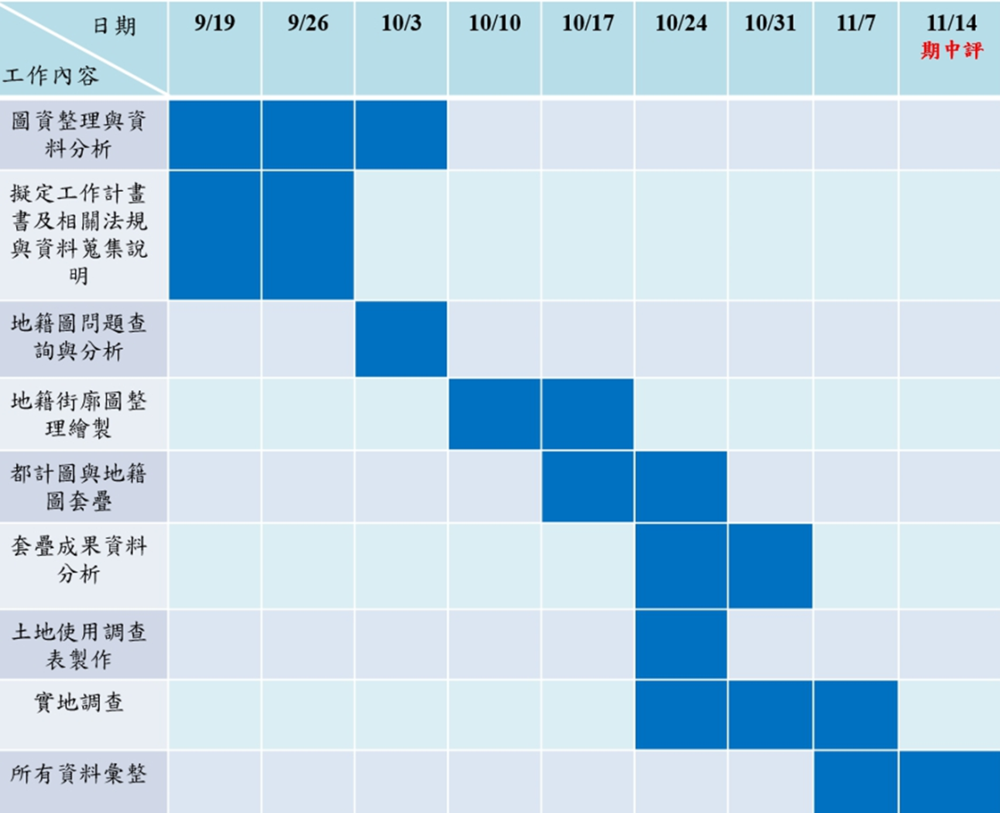 日期
9/19 9/26 10/3 10/10 10/17 10/24 10/31 11/7 11/14
期中評
工作內容
圖資整理與資
料分析
擬定工作計畫
書及相關法規
與資料蒐集說
明
地籍圖問題查
詢與分析
地籍街廓圖整
理繪製
都計圖與地籍
圖套疊
套疊成果資料
分析
土地使用調查
表製作
實地調查
所有資料彙整